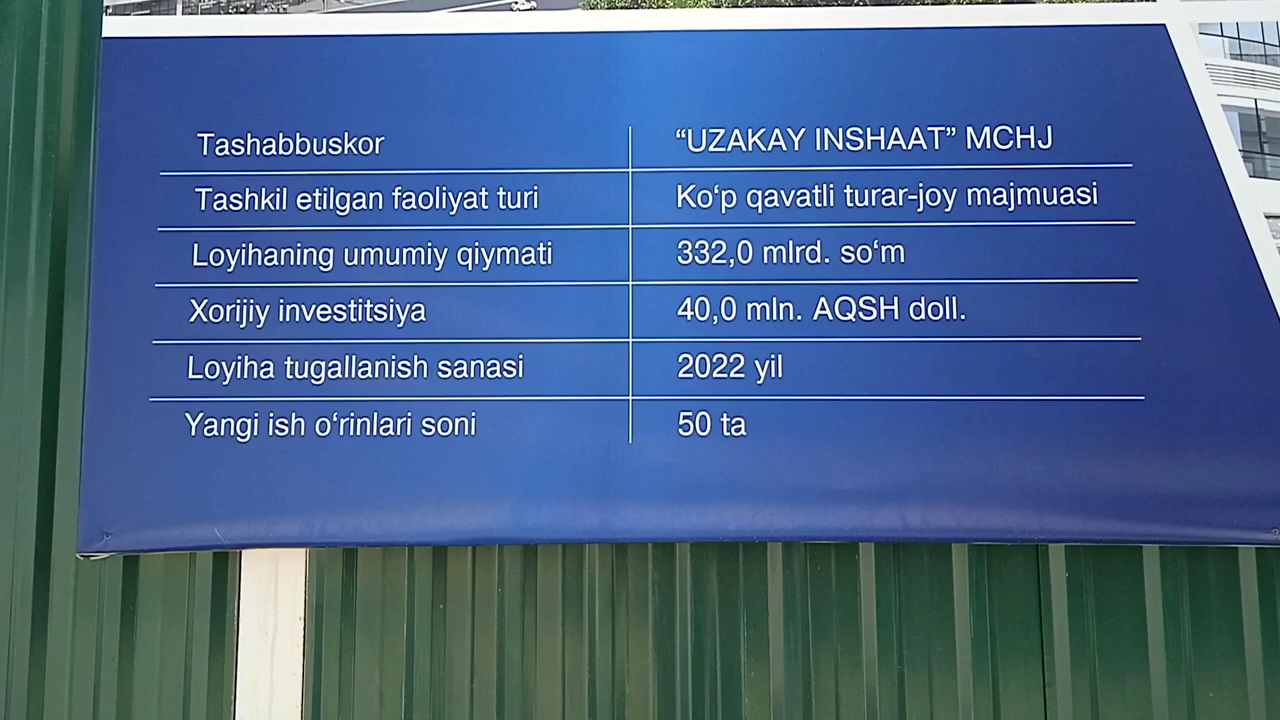 Tashabbuskor “UZAKAY INSHAAT” MCHJ
Tashkil etilgan faoliyat turi Ko‘p qavatli turar-joy majmuasi
Loyihaning umumiy qiymati 332,0 mlrd. so‘m
Xorijiy investitsiya 40,0 mln. AQSH doll.
Loyiha tugallanish sanasi 2022 yil
Yangi ish o‘rinlari soni 50 ta